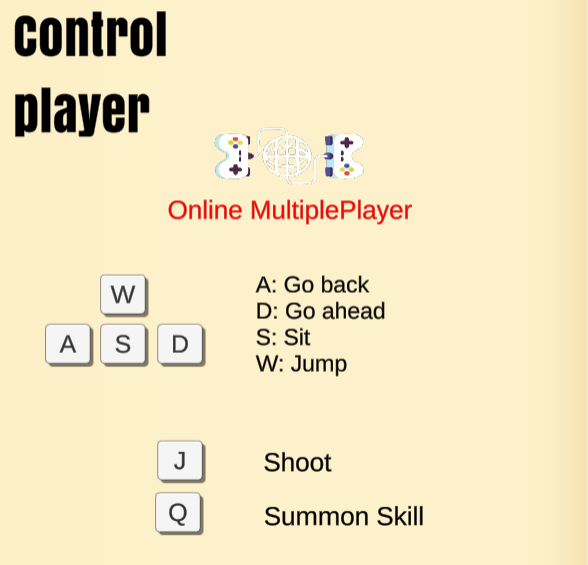 control
player
Online MultiplePlayer
W
A S D
A: Go back
D: Go ahead
S: Sit
W: Jump
J Shoot
Q Summon Skill